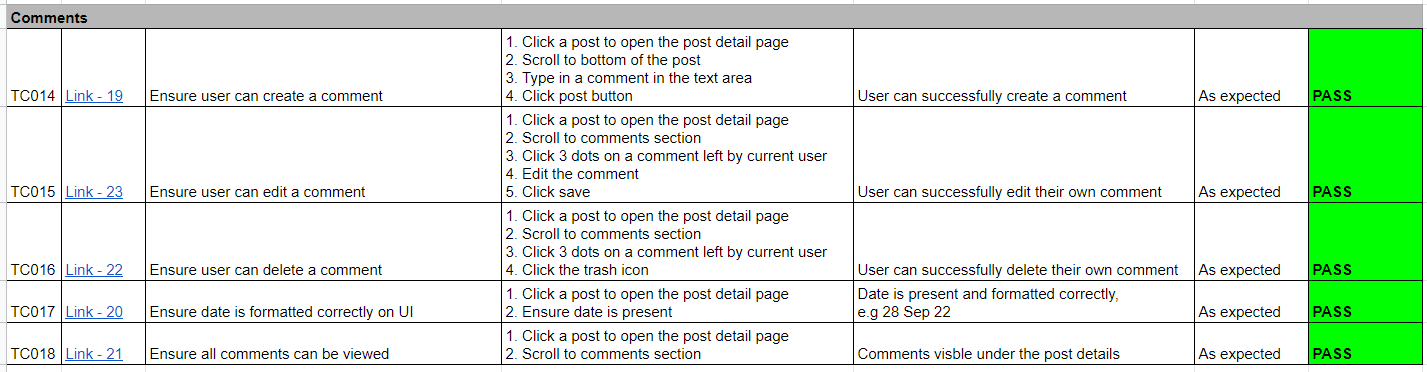 Comments
TC014 Link - 19 Ensure user can create a comment
1. Click a post to open the post detail page
2. Scroll to bottom of the post
3. Type in a comment in the text area
4. Click post button
User can successfully create a comment
As expected
PASS
TC015 Link - 23 Ensure user can edit a comment
1. Click a post to open the post detail page
2. Scroll to comments section
3. Click 3 dots on a comment left by current user
4. Edit the comment
5. Click save
User can successfully edit their own comment
As expected
PASS
TC016 Link - 22 Ensure user can delete a comment
1. Click a post to open the post detail page
2. Scroll to comments section
3. Click 3 dots on a comment left by current user
4. Click the trash icon
User can successfully delete their own comment
As expected
PASS
TC017 Link - 20 Ensure date is formatted correctly on UI
1. Click a post to open the post detail page
2. Ensure date is present
Date is present and formatted correctly,
e.g 28 Sep 22
As expected
PASS
TC018 Link - 21 Ensure all comments can be viewed
1. Click a post to open the post detail page
2. Scroll to comments section
Comments visble under the post details
As expected
PASS